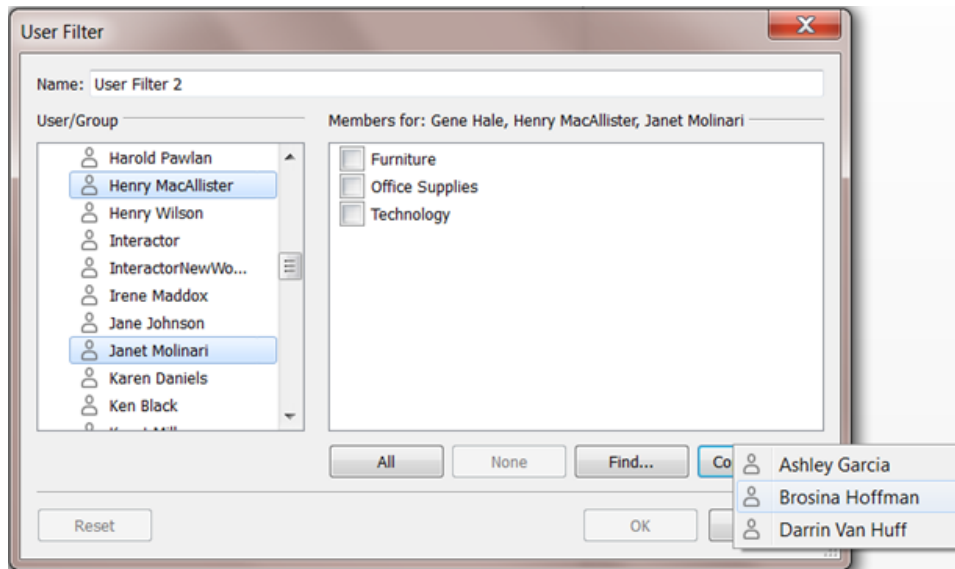 User Filter
Name: User Filter 2
User/Group
Members for: Gene Hale, Henry MacAllister, Janet Molinari
Harold Pawlan
Henry MacAllister
Henry Wilson
Interactor
InteractorNewWo...
Irene Maddox
Jane Johnson
Janet Molinari
Karen Daniels
Ken Black
Furniture
Office Supplies
Technology
All
None
Find...
Co
Ashley Garcia
Brosina Hoffman
Darrin Van Huff
Reset
OK